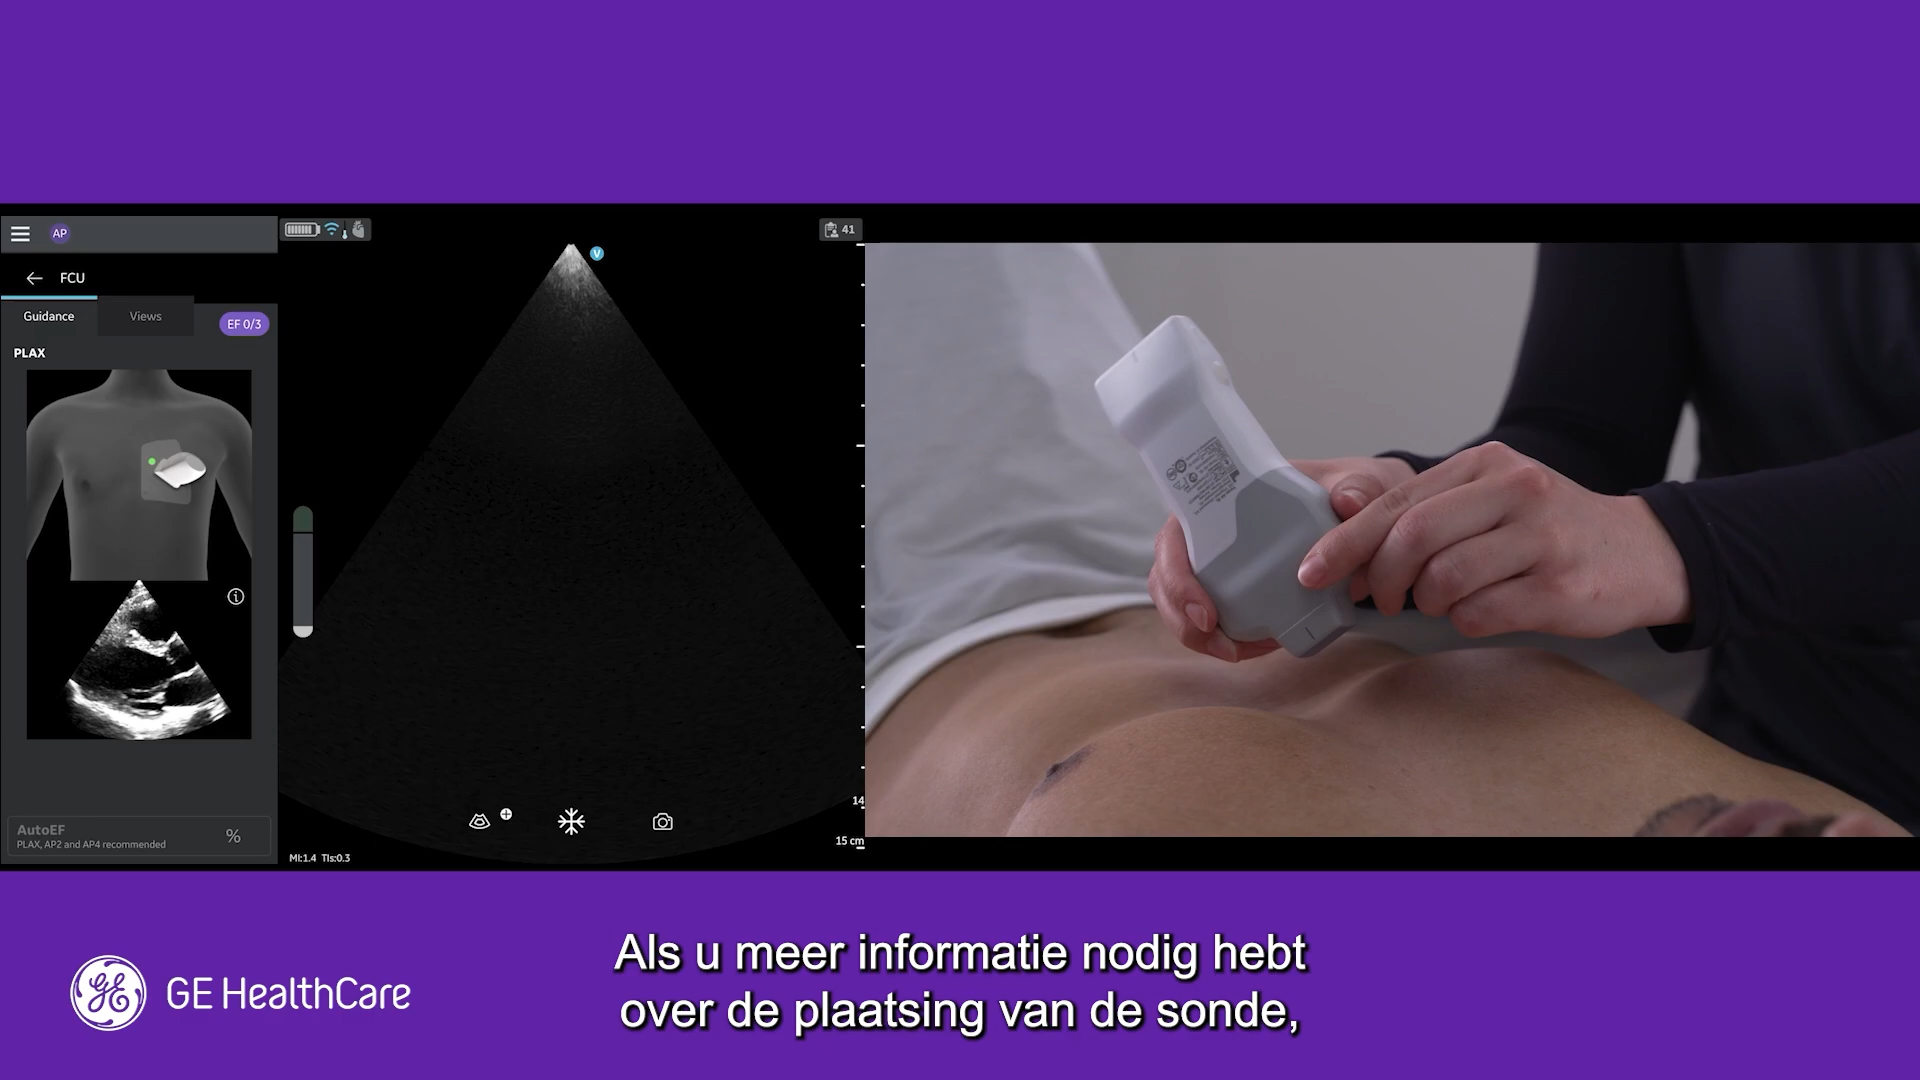 AP
FCU
Guidance
Views
EF 0/3
PLAX
AutoEF
PLAX, AP2 and AP4 recommended
%
V
41
14
15 cm
MI:1.4 TIs:0.3
GE HealthCare
Als u meer informatie nodig hebt
over de plaatsing van de sonde,